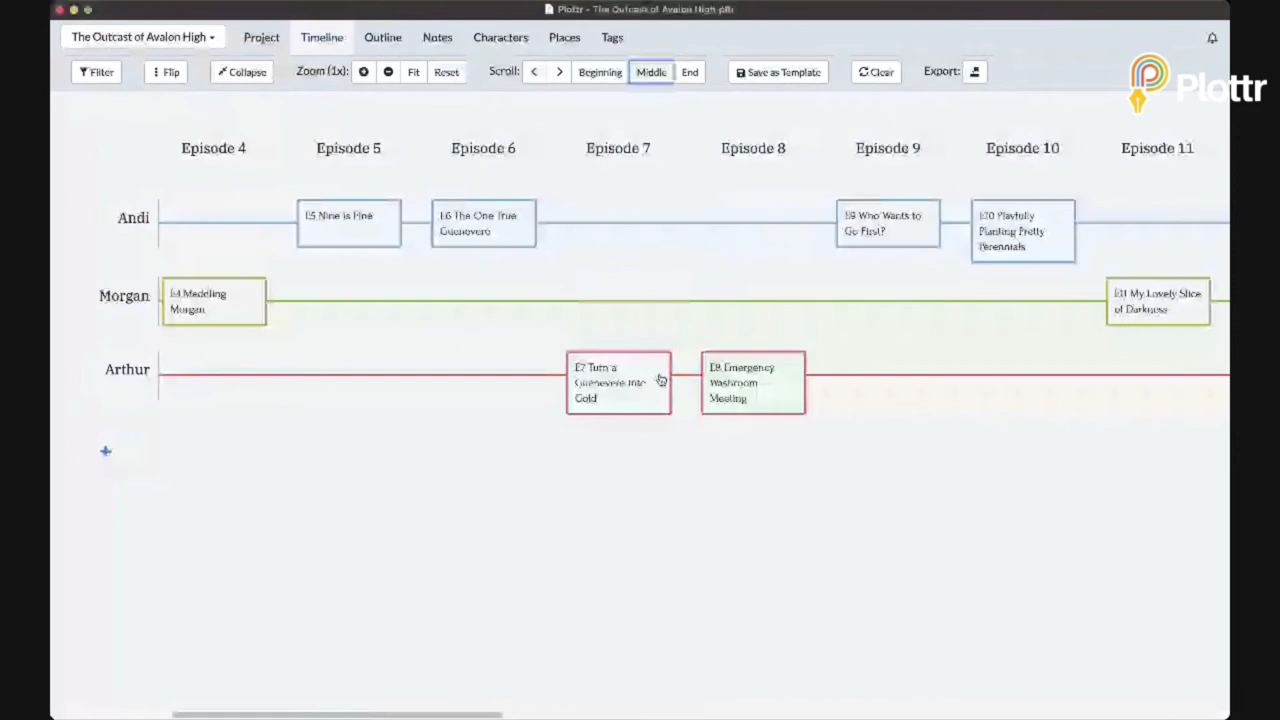 Plottr - The Outcast of Avalon High.pltr
The Outcast of Avalon High Project Timeline Outline Notes Characters Places Tags
Filter Flip Collapse Zoom (1x): Fit Reset Scroll: Beginning Middle End Save as Template Clear Export:
Plottr
Episode 4 Episode 5 Episode 6 Episode 7 Episode 8 Episode 9 Episode 10 Episode 11
Andi
E5 Nine is Fine
E6 The One True
Guenevere
E9 Who Wants to
Go First?
E10 Playfully
Planting Pretty
Perennials
Morgan
E4 Meddling
Morgan
E11 My Lovely Slice
of Darkness
Arthur
E7 Turn a
Guenevere Into
Gold
E8 Emergency
Washroom
Meeting